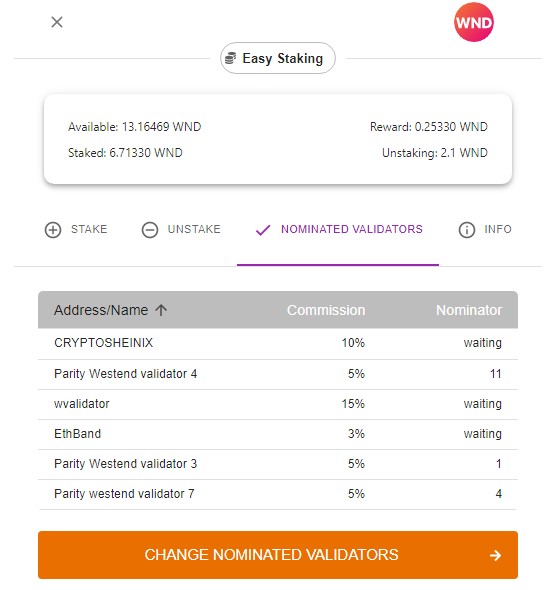 WND
Easy Staking
Available: 13.16469 WND Reward: 0.25330 WND
Staked: 6.71330 WND Unstaking: 2.1 WND
STAKE UNSTAKE NOMINATED VALIDATORS INFO
Address/Name Commission Nominator
CRYPTOSHEINIX 10% waiting
Parity Westend validator 4 5% 11
wvalidator 15% waiting
EthBand 3% waiting
Parity Westend validator 3 5% 1
Parity westend validator 7 5% 4
CHANGE NOMINATED VALIDATORS